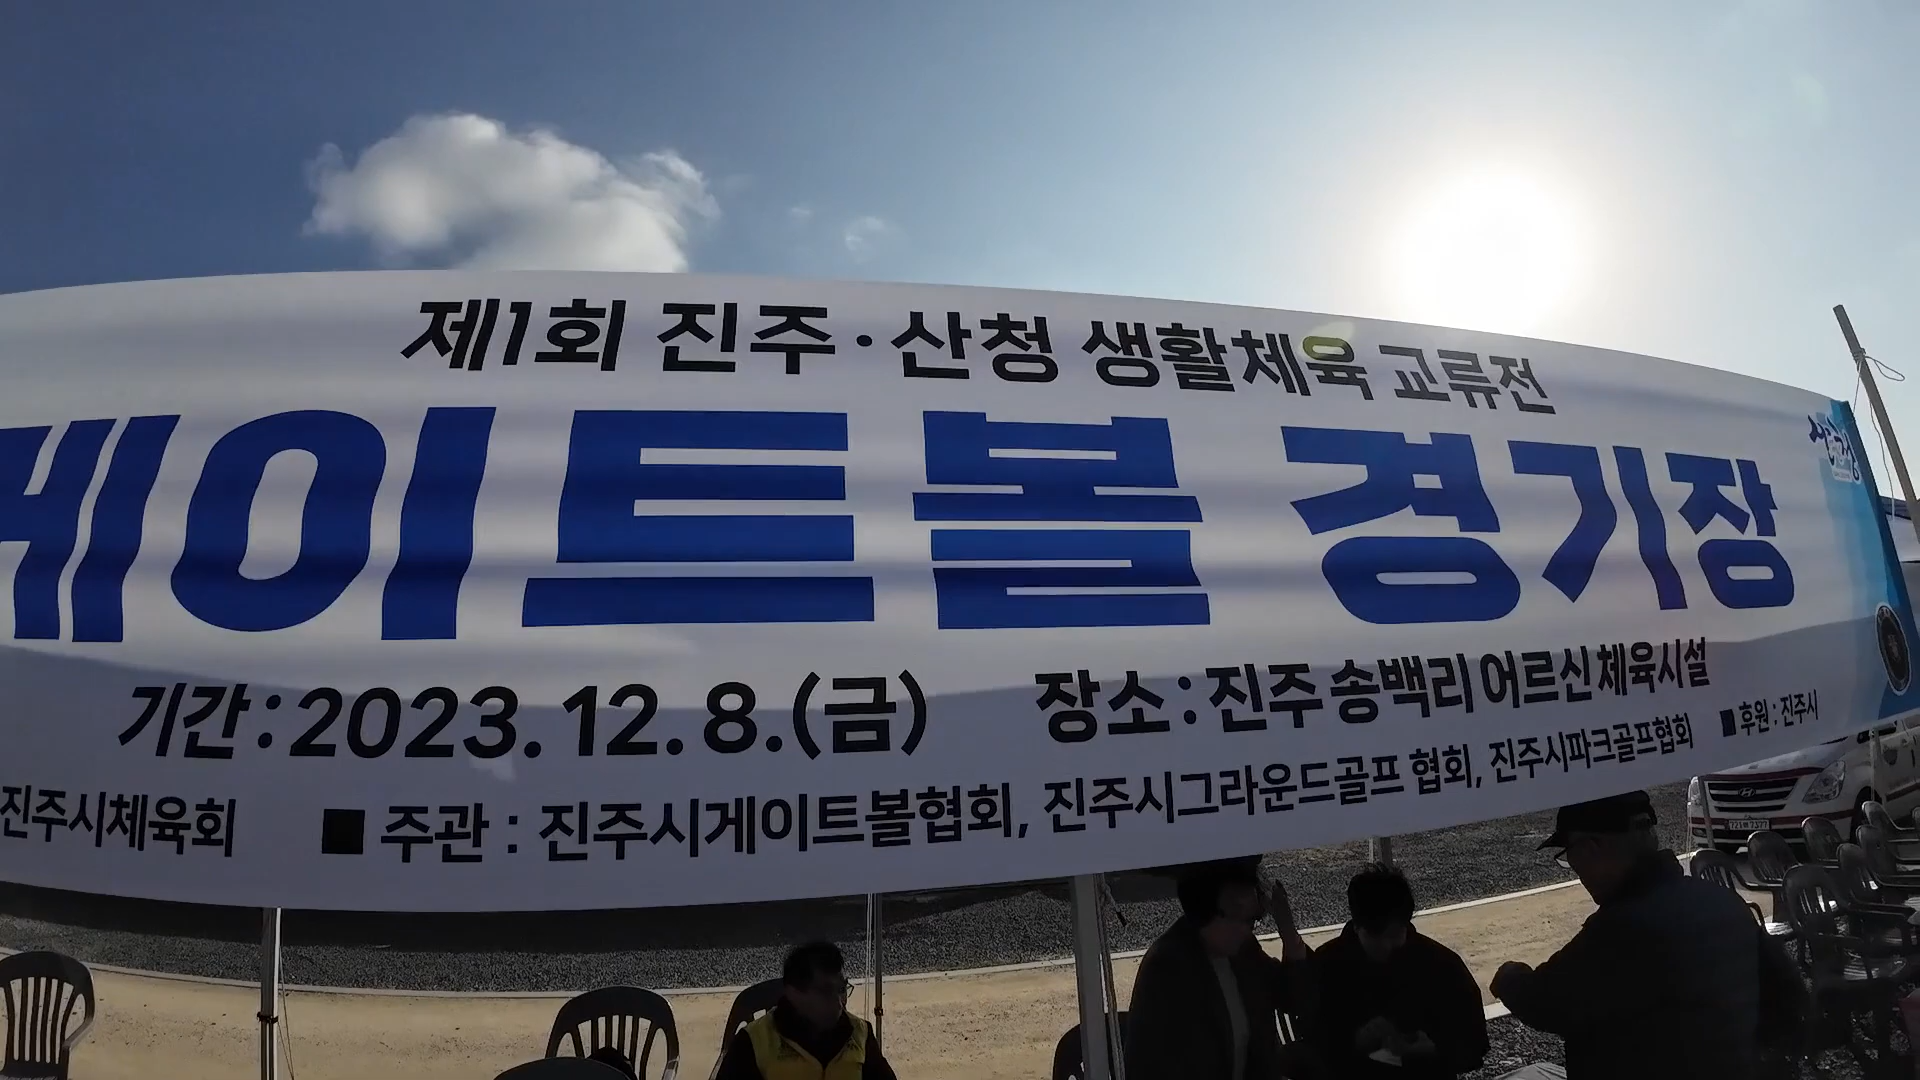 제1회 진주·산청 생활체육 교류전
게이트볼 경기장
산청
기간:2023. 12. 8.(금) 장소:진주 송백리 어르신 체육시설
진주시체육회 ■ 주관 : 진주시게이트볼협회, 진주시그라운드골프 협회, 진주시파크골프협회 ■ 후원 : 진주시